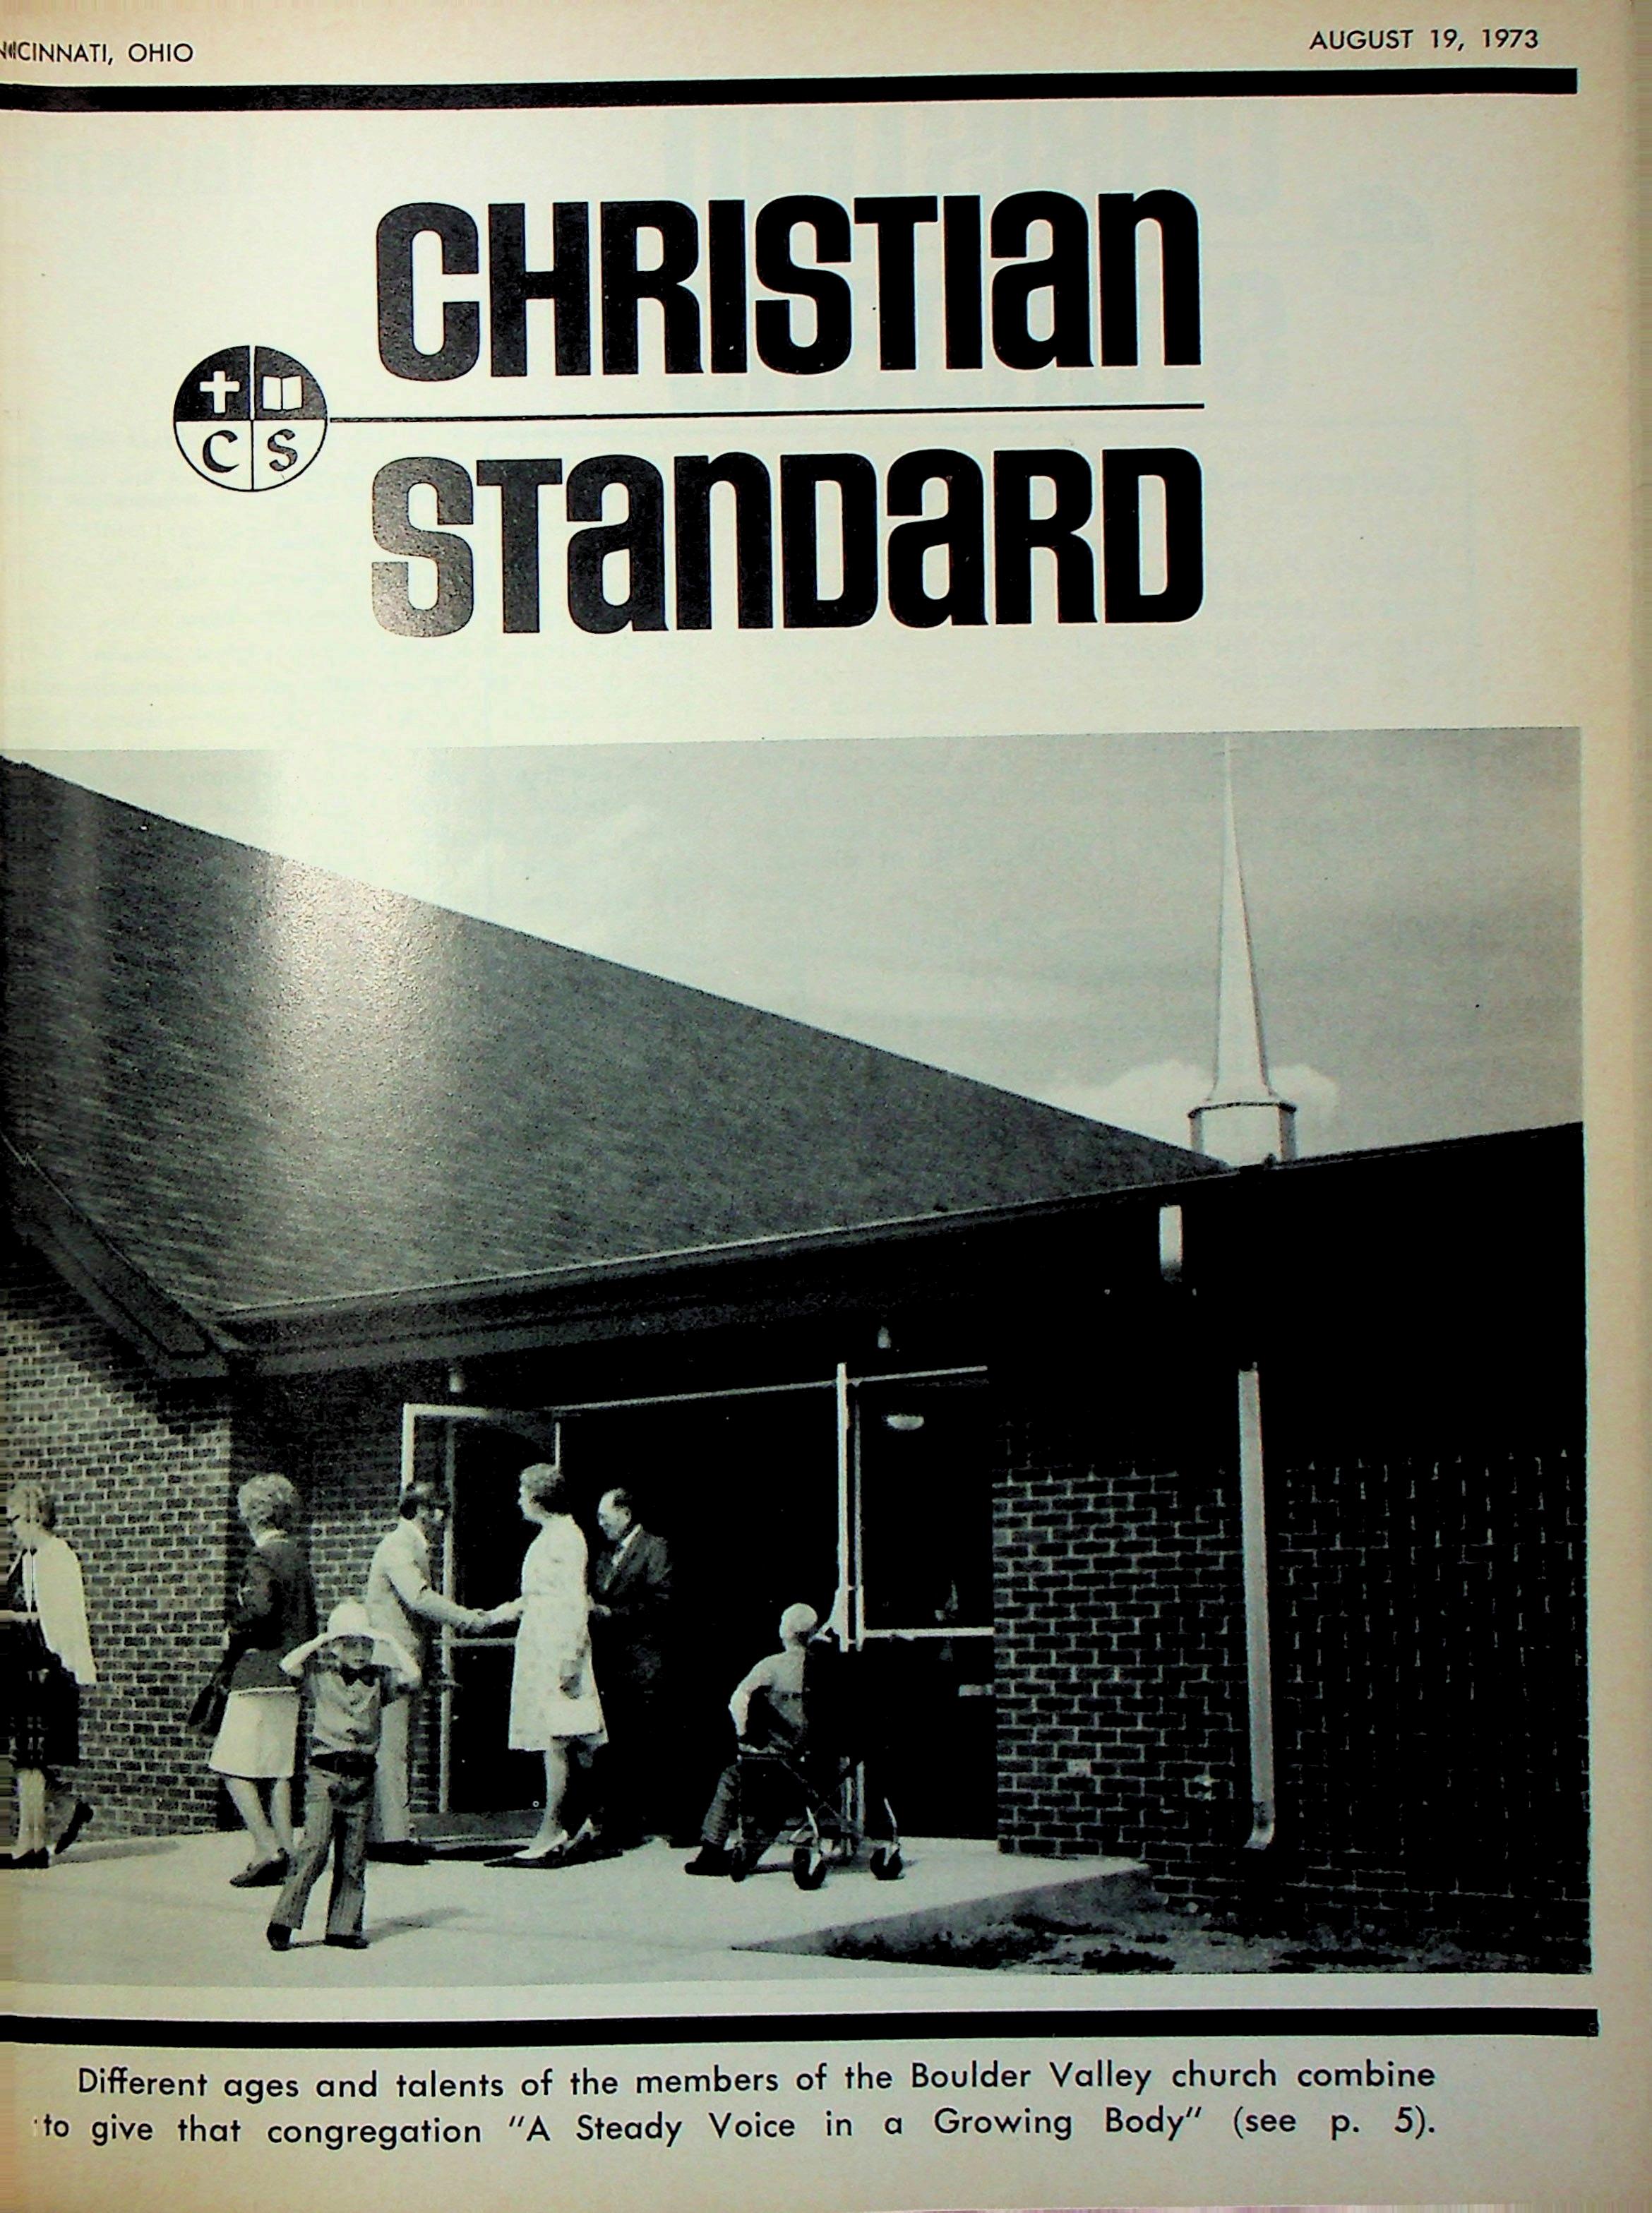 CINCINNATI, OHIO
AUGUST 19, 1973
CHRISTIAN
C S
STANDARD
Different ages and talents of the members of the Boulder Valley church combine
to give that congregation "A Steady Voice in a Growing Body" (see p. 5).